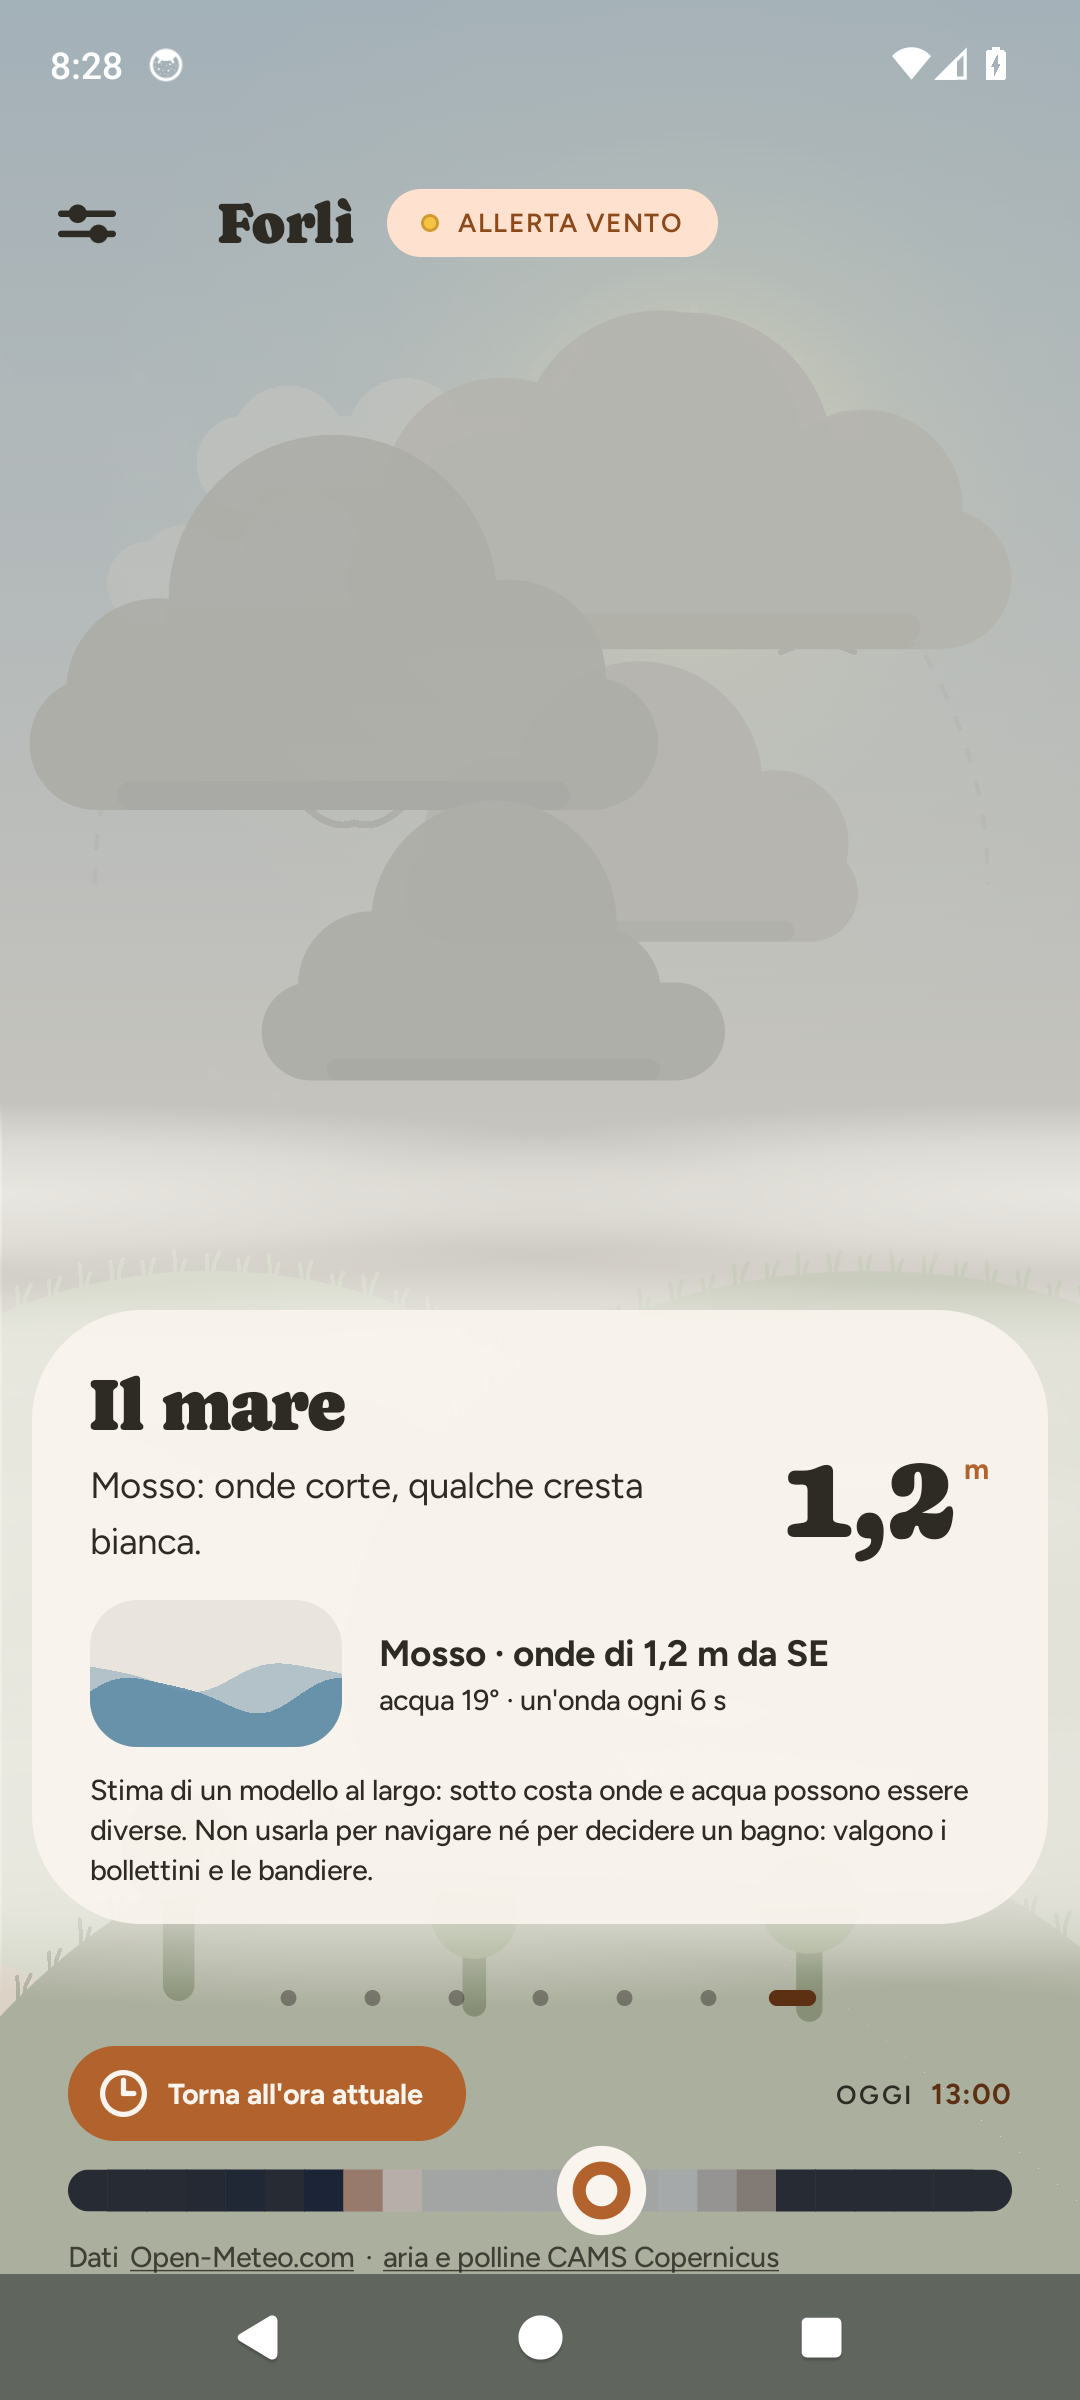 8:28
Forlì
ALLERTA VENTO
Il mare
Mosso: onde corte, qualche cresta
bianca.
1,2 m
Mosso · onde di 1,2 m da SE
acqua 19° · un'onda ogni 6 s
Stima di un modello al largo: sotto costa onde e acqua possono essere
diverse. Non usarla per navigare né per decidere un bagno: valgono i
bollettini e le bandiere.
Torna all'ora attuale
OGGI 13:00
Dati Open-Meteo.com · aria e polline CAMS Copernicus